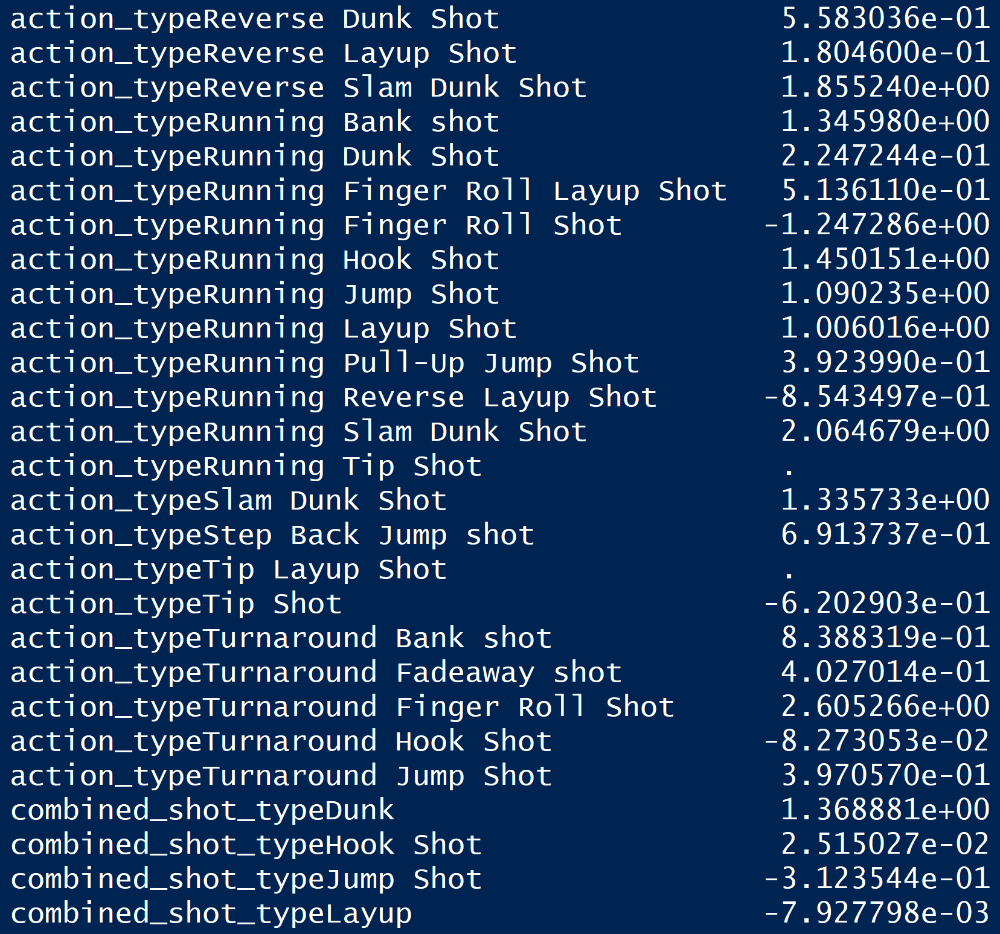 action_typeReverse Dunk Shot 5.583036e-01
action_typeReverse Layup Shot 1.804600e-01
action_typeReverse Slam Dunk Shot 1.855240e+00
action_typeRunning Bank shot 1.345980e+00
action_typeRunning Dunk Shot 2.247244e-01
action_typeRunning Finger Roll Layup Shot 5.136110e-01
action_typeRunning Finger Roll Shot -1.247286e+00
action_typeRunning Hook Shot 1.450151e+00
action_typeRunning Jump Shot 1.090235e+00
action_typeRunning Layup Shot 1.006016e+00
action_typeRunning Pull-Up Jump Shot 3.923990e-01
action_typeRunning Reverse Layup Shot -8.543497e-01
action_typeRunning Slam Dunk Shot 2.064679e+00
action_typeRunning Tip Shot .
action_typeSlam Dunk Shot 1.335733e+00
action_typeStep Back Jump shot 6.913737e-01
action_typeTip Layup Shot .
action_typeTip Shot -6.202903e-01
action_typeTurnaround Bank shot 8.388319e-01
action_typeTurnaround Fadeaway shot 4.027014e-01
action_typeTurnaround Finger Roll Shot 2.605266e+00
action_typeTurnaround Hook Shot -8.273053e-02
action_typeTurnaround Jump Shot 3.970570e-01
combined_shot_typeDunk 1.368881e+00
combined_shot_typeHook Shot 2.515027e-02
combined_shot_typeJump Shot -3.123544e-01
combined_shot_typeLayup -7.927798e-03